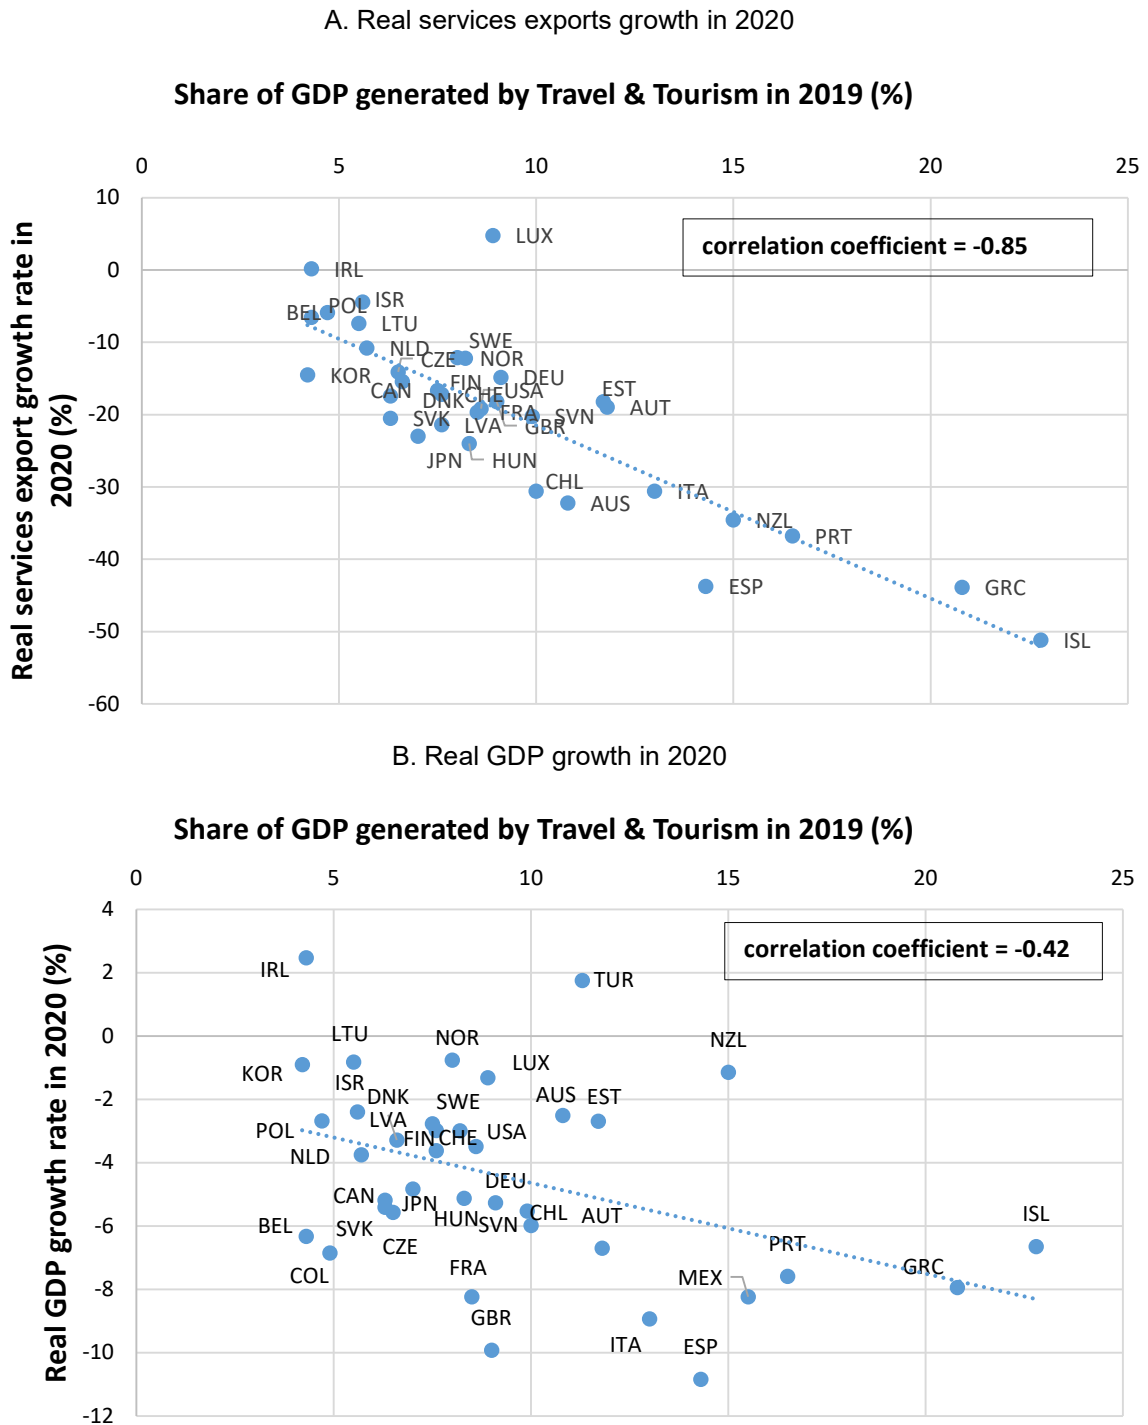 A. Real services exports growth in 2020
Share of GDP generated by Travel & Tourism in 2019 (%)
0 5 10 15 20 25
Real services export growth rate in
2020 (%)
10
0
-10
-20
-30
-40
-50
-60
correlation coefficient = -0.85
LUX
IRL
ISR
BEL
POL
LTU
SWE
NLD
CZE
NOR
KOR
DEU
FIN
CAN
USA
CHE
DNK
EST
AUT
FRA
SVN
SVK
LVA
GBR
JPN
HUN
CHL
ITA
AUS
NZL
PRT
ESP
GRC
ISL
B. Real GDP growth in 2020
Share of GDP generated by Travel & Tourism in 2019 (%)
0 5 10 15 20 25
Real GDP growth rate in 2020 (%)
4
2
0
-2
-4
-6
-8
-10
-12
correlation coefficient = -0.42
IRL
TUR
LTU
NOR
NZL
LUX
KOR
ISR
DNK
SWE
AUS
EST
LVA
POL
FIN
CHE
USA
NLD
DEU
CAN
JPN
HUN
SVN
CHL
AUT
ISL
BEL
SVK
CZE
PRT
COL
FRA
MEX
GRC
GBR
ITA
ESP